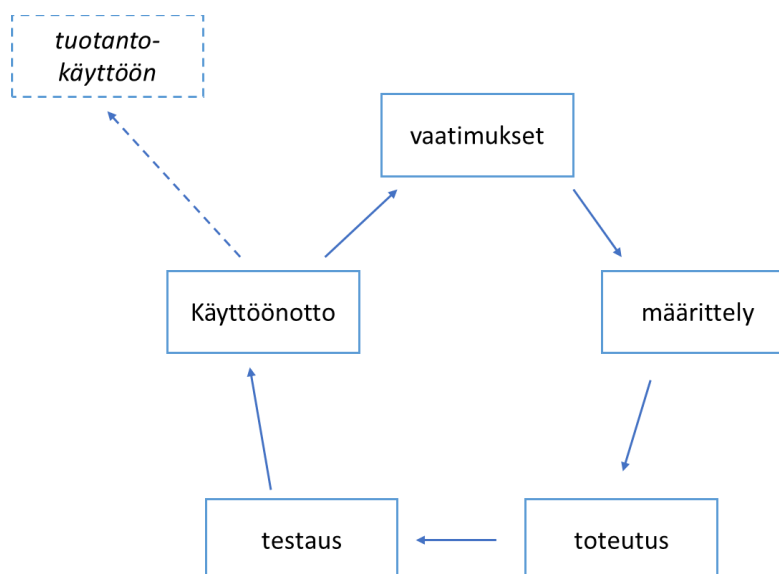 tuotanto-
käyttöön
vaatimukset
Käyttöönotto
määrittely
testaus
toteutus